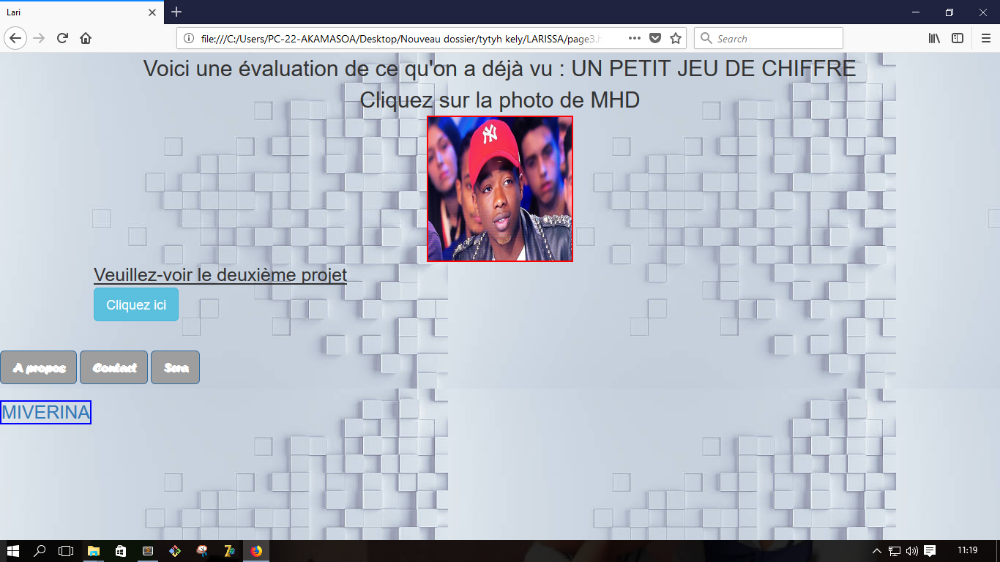 Lari
file:///C:/Users/PC-22-AKAMASOA/Desktop/Nouveau dossier/tytyh kely/LARISSA/page3.h
Search
Voici une évaluation de ce qu'on a déjà vu : UN PETIT JEU DE CHIFFRE
Cliquez sur la photo de MHD
NY
Veuillez-voir le deuxième projet
Cliquez ici
A propos Contact Sera
MIVERINA
11:19